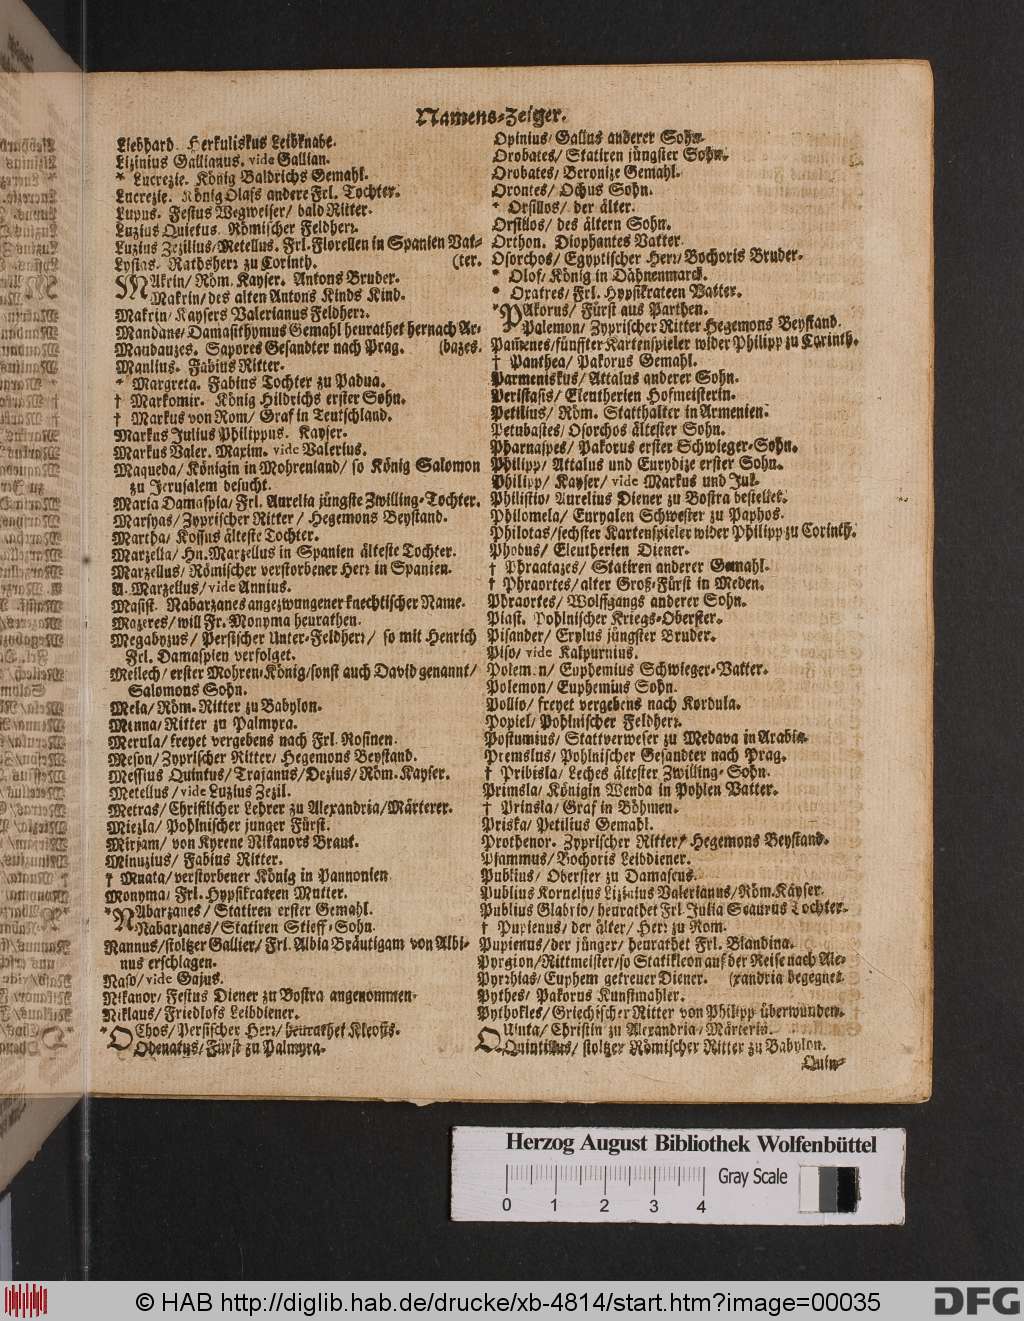 Namens-Zeiger.
Liebhard. Herkuliskus Leibknabe.
Lizinius Gallianus. vide Gallian.
* Lucrezie. König Baldrichs Gemahl.
Lucrezie. König Olafs andere Frl. Tochter.
Lupus. Festus Wegweiser/ bald Ritter.
Luzius Quietus. Römischer Feldherr.
Luzius Zezilius/ Metellus. Frl. Florellen in Spanien Vat-
Lysias. Rathsherr zu Corinth. (ter.
MAkrin/ Röm. Kayser. Antons Bruder.
Makrin/ des alten Antons Kinds Kind.
Makrin/ Kaysers Valerianus Feldherr.
Mandane/ Damasithymus Gemahl heurathet hernach Ar-
Maudauzes. Sapores Gesandter nach Prag. (bazes.
Manlius. Fabius Ritter.
* Margreta. Fabius Tochter zu Padua.
† Markomir. König Hildrichs erster Sohn.
† Markus von Rom/ Graf in Teutschland.
Markus Julius Philippus. Kayser.
Markus Valer. Maxim. vide Valerius.
Maqueda/ Königin in Mohrenland/ so König Salomon
zu Jerusalem besucht.
Maria Damaspia/ Frl. Aurelia jüngste Zwilling-Tochter.
Marsyas/ Zyprischer Ritter/ Hegemons Beystand.
Martha/ Kossus älteste Tochter.
Marzella/ Hn. Marzellus in Spanien älteste Tochter.
Marzellus/ Römischer verstorbener Herr in Spanien.
A. Marzellus/ vide Annius.
Masist. Nabarzanes angezwungener knechtischer Name.
Mazeres/ will Fr. Monyma heurathen.
Megabyzus/ Persischer Unter-Feldherr/ so mit Henrich
Frl. Damaspien verfolget.
Meilech/ erster Mohren-König/ sonst auch David genannt/
Salomons Sohn.
Mela/ Röm. Ritter zu Babylon.
Minna/ Ritter zu Palmyra.
Merula/ freyet vergebens nach Frl. Rosinen.
Meson/ Zyprischer Ritter/ Hegemons Beystand.
Messius Quintus/ Trajanus/ Dezius/ Röm. Kayser.
Metellus/ vide Luzius Zezil.
Metras/ Christlicher Lehrer zu Alexandria/ Märterer.
Miezla/ Pohlnischer junger Fürst.
Mirjam/ von Kyrene Nikanors Braut.
Minuzius/ Fabius Ritter.
† Mnata/ verstorbener König in Pannonien
Monyma/ Frl. Hypsikrateen Mutter.
* NAbarzanes/ Statiren erster Gemahl.
Nabarzanes/ Statiren Stieff-Sohn.
Nannus/ stoltzer Gallier/ Frl. Albia Bräutigam von Albi-
nus erschlagen.
Naso/ vide Gajus.
Nikanor/ Festus Diener zu Bostra angenommen.
Niklaus/ Friedlofs Leibdiener.
* OChos/ Persischer Herr/ heurathet Kleofis.
Odenatus/ Fürst zu Palmyra.
Opinius/ Gallus anderer Sohn.
Orobates/ Statiren jüngster Sohn.
Orobates/ Beronize Gemahl.
Orontes/ Ochus Sohn.
* Orsillos/ der älter.
Orsillos/ des ältern Sohn.
Orthon. Diophantes Vatter.
Osorchos/ Egyptischer Herr/ Bochoris Bruder.
* Olof/ König in Dähnenmarck.
* Oxatres/ Frl. Hypsikrateen Vatter.
* PAkorus/ Fürst aus Parthen.
Palemon/ Zyprischer Ritter Hegemons Beystand.
Pam̃enes/ fünffter Kartenspieler wider Philipp zu Corinth.
† Panthea/ Pakorus Gemahl.
Parmeniskus/ Attalus anderer Sohn.
Peristasis/ Eleutherien Hofmeisterin.
Petilius/ Röm. Statthalter in Armenien.
Petubastes/ Osorchos ältester Sohn.
Pharnaspes/ Pakorus erster Schwieger-Sohn.
Philipp/ Attalus und Eurydize erster Sohn.
Philipp/ Kayser/ vide Markus und Jul.
Philistio/ Aurelius Diener zu Bostra bestellet.
Philomela/ Euryalen Schwester zu Paphos.
Philotas/ sechster Kartenspieler wider Philipp zu Corinth.
Phobus/ Eleutherien Diener.
† Phraatazes/ Statiren anderer Gemahl.
† Phraortes/ alter Groß-Fürst in Meden.
Phraortes/ Wolffgangs anderer Sohn.
Piast. Pohlnischer Kriegs-Oberster.
Pisander/ Erylus jüngster Bruder.
Piso/ vide Kalpurnius.
Polemon/ Euphemius Schwieger-Vatter.
Polemon/ Euphemius Sohn.
Pollio/ freyet vergebens nach Kordula.
Popiel/ Pohlnischer Feldherr.
Postumius/ Stattverweser zu Medava in Arabia.
Premslus/ Pohlnischer Gesandter nach Prag.
† Pribisla/ Leches ältester Zwilling-Sohn.
Primsla/ Königin Wenda in Pohlen Vatter.
† Prinsla/ Graf in Böhmen.
Priska/ Petilius Gemahl.
Prothenor. Zyprischer Ritter/ Hegemons Beystand.
Psammus/ Bochoris Leibdiener.
Publius/ Oberster zu Damascus.
Publius Kornelius Lizinius Valerianus/ Röm. Käyser.
Publius Glabrio/ heurathet Frl. Julia Scaurus Tochter.
† Pupienus/ der älter/ Herr zu Rom.
Pupienus/ der jünger/ heurathet Frl. Blandina.
Pyrgion/ Rittmeister/ so Statikleon auf der Reise nach Ale-
Pyrrhias/ Euphem getreuer Diener. (xandria begegnet.
Pythes/ Pakorus Kunstmahler.
Pythokles/ Griechischer Ritter von Philipp überwunden.
QUinta/ Christin zu Alexandria/ Märterin.
Quintillus/ stoltzer Römischer Ritter zu Babylon.
Quin-
Herzog August Bibliothek Wolfenbüttel
0 1 2 3 4 Gray Scale
© HAB http://diglib.hab.de/drucke/xb-4814/start.htm?image=00035
DFG